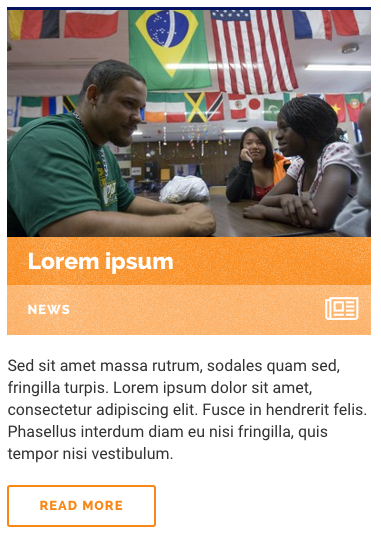 Lorem ipsum
NEWS
Sed sit amet massa rutrum, sodales quam sed,
fringilla turpis. Lorem ipsum dolor sit amet,
consectetur adipiscing elit. Fusce in hendrerit felis.
Phasellus interdum diam eu nisi fringilla, quis
tempor nisi vestibulum.
READ MORE